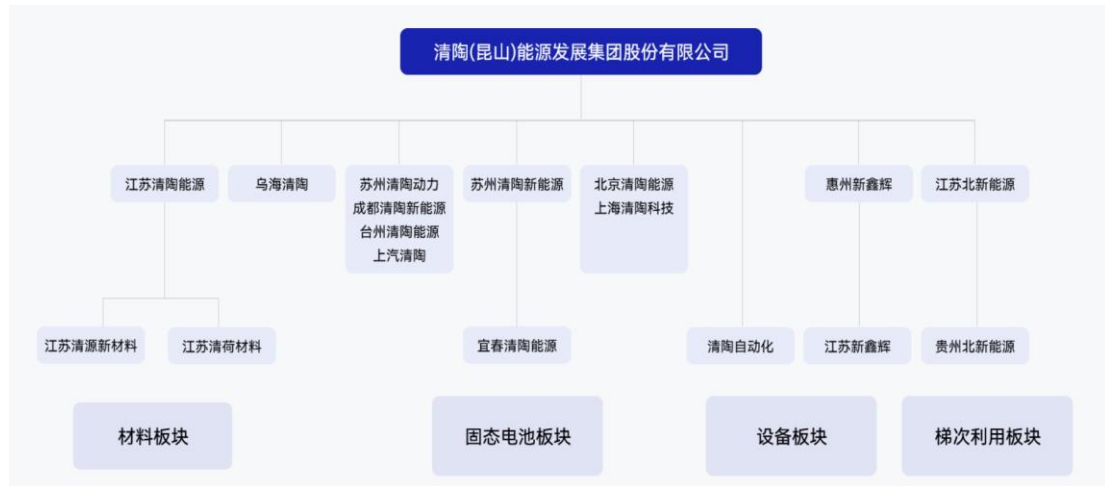 清陶(昆山)能源发展集团股份有限公司
江苏清陶能源
乌海清陶
苏州清陶动力
成都清陶新能源
台州清陶能源
上汽清陶
苏州清陶新能源
北京清陶能源
上海清陶科技
惠州新鑫辉
江苏北新能源
江苏清源新材料
江苏清荷材料
宜春清陶能源
清陶自动化
江苏新鑫辉
贵州北新能源
材料板块
固态电池板块
设备板块
梯次利用板块